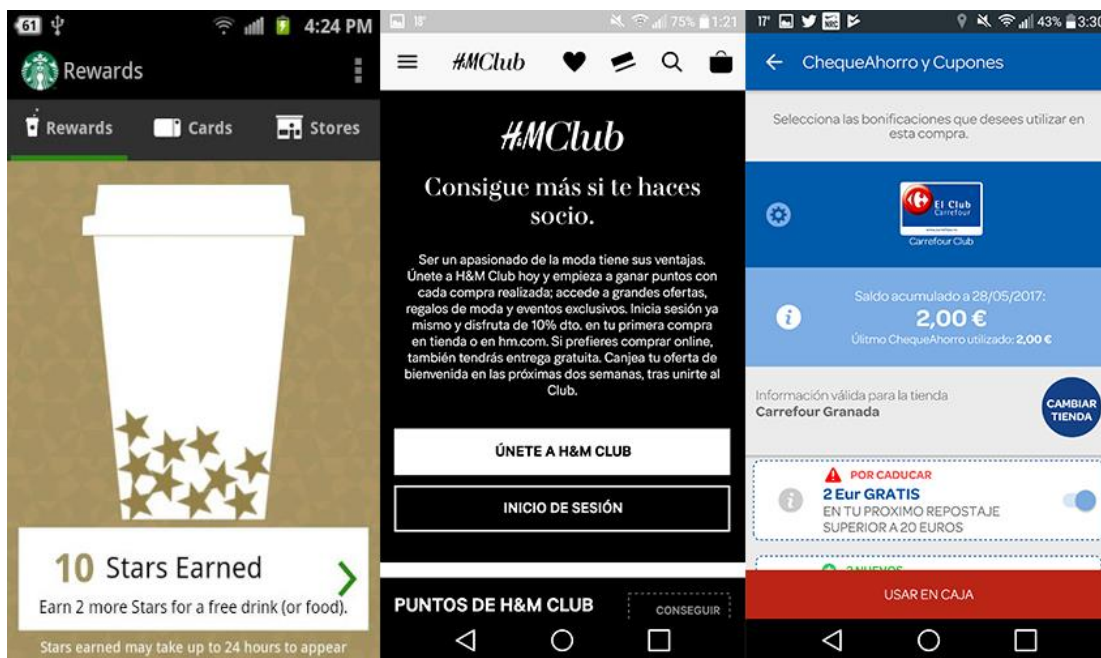 61
4:24 PM
Rewards
Rewards
Cards
Stores
10 Stars Earned
Earn 2 more Stars for a free drink (or food).
Stars earned may take up to 24 hours to appear
18°
75% 1:21
H&MClub
H&MClub
Consigue más si te haces
socio.
Ser un apasionado de la moda tiene sus ventajas.
Únete a H&M Club hoy y empieza a ganar puntos con
cada compra realizada; accede a grandes ofertas,
regalos de moda y eventos exclusivos. Inicia sesión ya
mismo y disfruta de 10% dto. en tu primera compra
en tienda o en hm.com. Si prefieres comprar online,
también tendrás entrega gratuita. Canjea tu oferta de
bienvenida en las próximas dos semanas, tras unirte al
Club.
ÚNETE A H&M CLUB
INICIO DE SESIÓN
PUNTOS DE H&M CLUB
CONSEGUIR
17°
NRC
43% 3:30
ChequeAhorro y Cupones
Selecciona las bonificaciones que desees utilizar en
esta compra.
El Club
Carrefour
Carrefour Club
Saldo acumulado a 28/05/2017:
2,00 €
Úlitmo ChequeAhorro utilizado: 2,00 €
Información válida para la tienda
Carrefour Granada
CAMBIAR
TIENDA
POR CADUCAR
2 Eur GRATIS
EN TU PROXIMO REPOSTAJE
SUPERIOR A 20 EUROS
2 NUEVOS
USAR EN CAJA